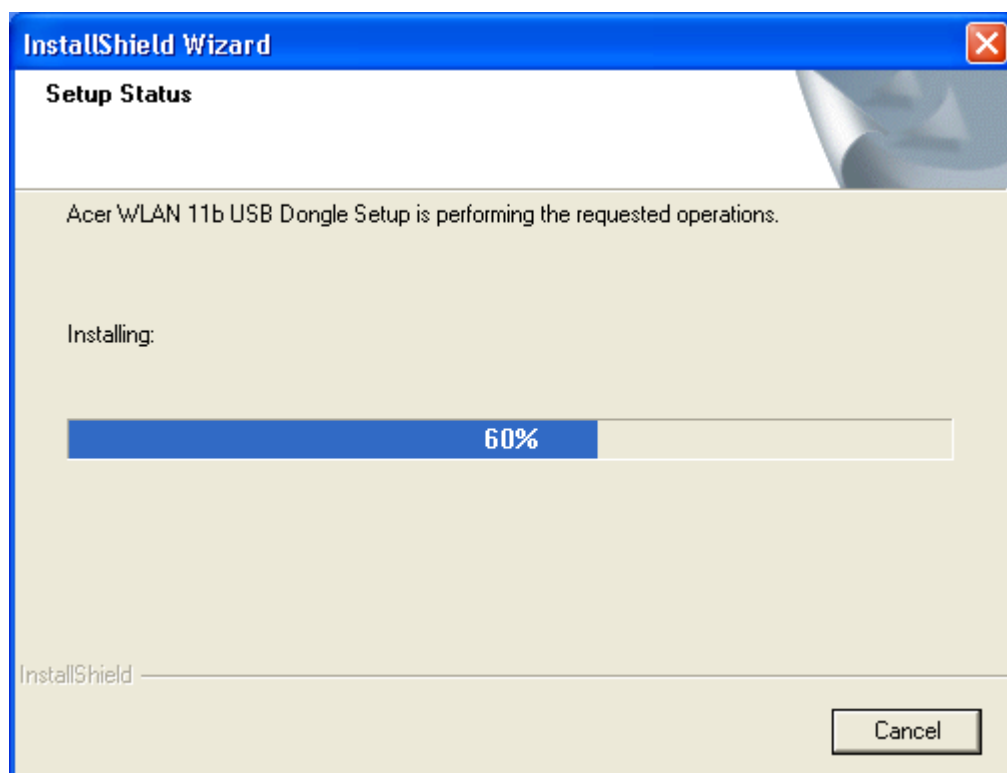 InstallShield Wizard
Setup Status
Acer WLAN 11b USB Dongle Setup is performing the requested operations.
Installing:
60%
InstallShield
Cancel